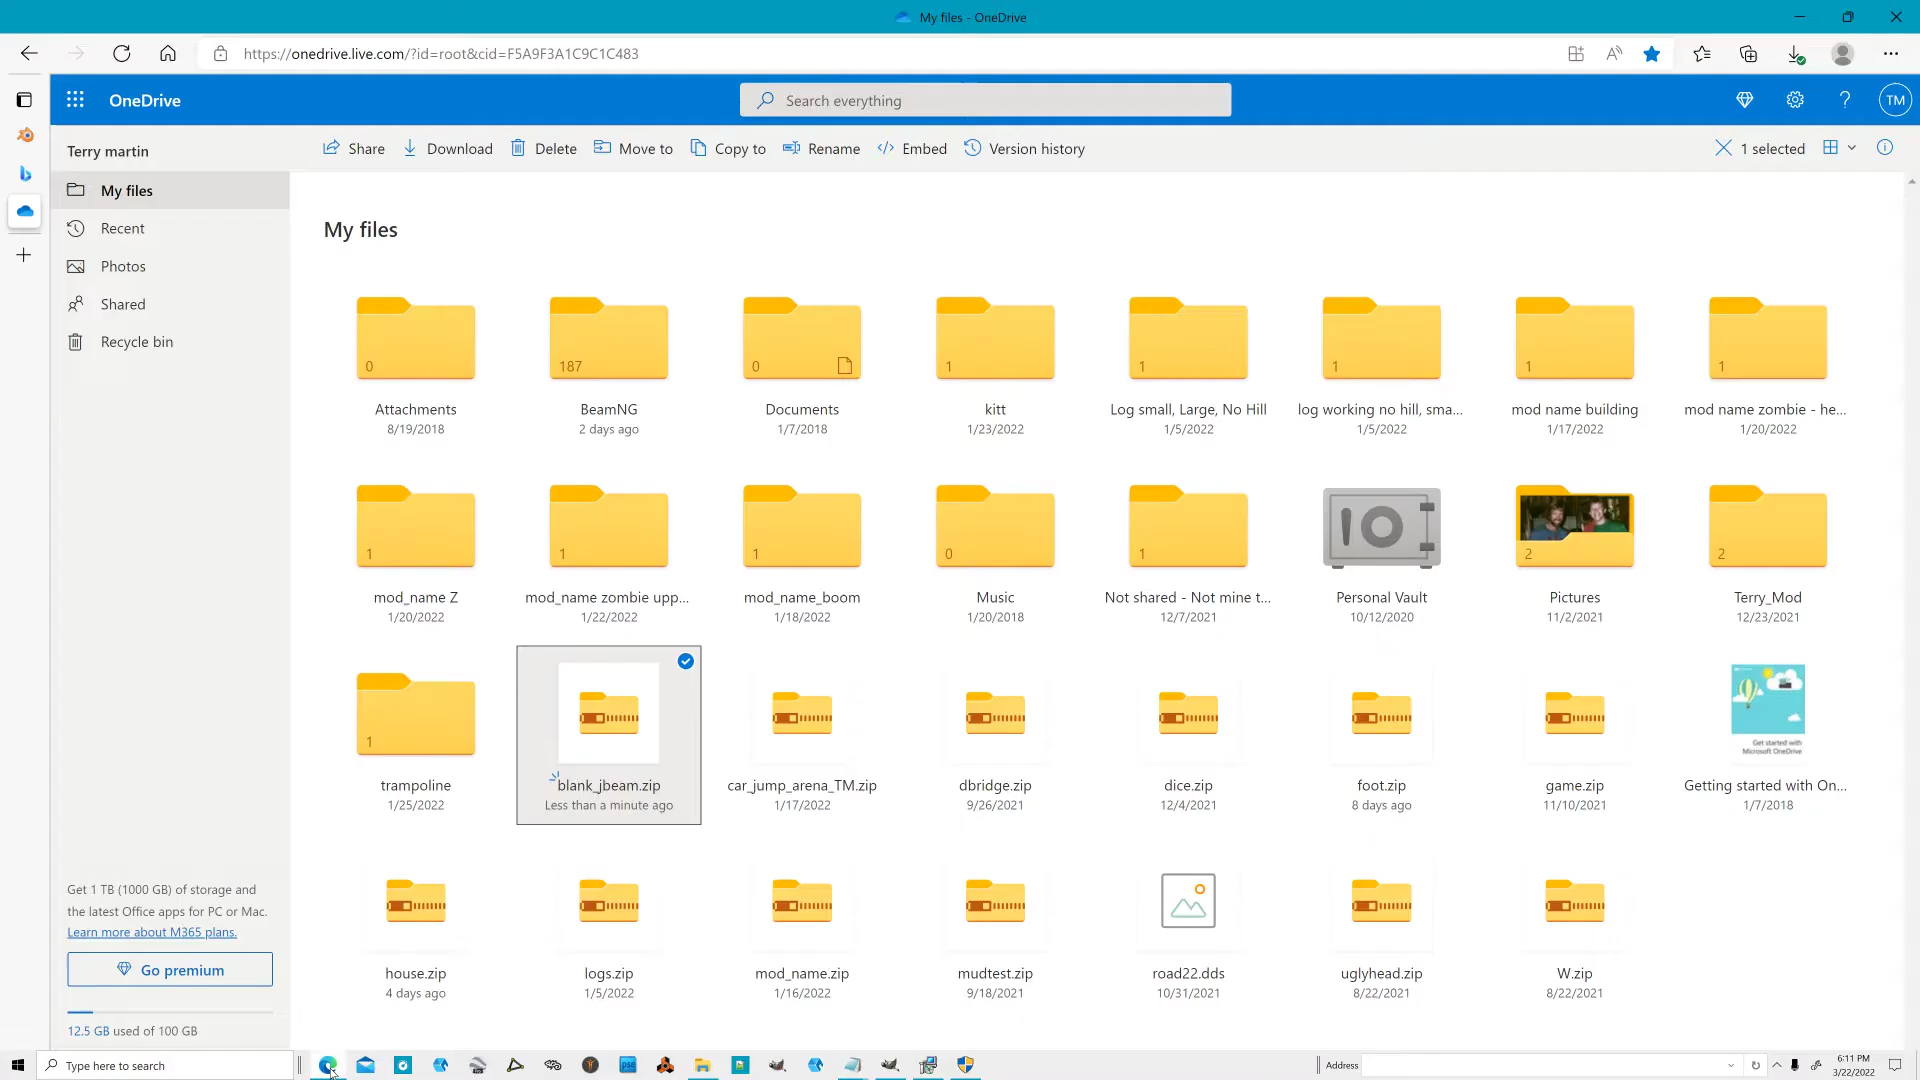 My files - OneDrive
https://onedrive.live.com/?id=root&cid=F5A9F3A1C9C1C483
OneDrive
Search everything
TM
Terry martin
Share Download Delete Move to Copy to Rename Embed Version history
1 selected
My files
Recent
Photos
Shared
Recycle bin
My files
0 187 0 1 1 1 1 1
Attachments BeamNG Documents kitt Log small, Large, No Hill log working no hill, sma... mod name building mod name zombie - he...
8/19/2018 2 days ago 1/7/2018 1/23/2022 1/5/2022 1/5/2022 1/17/2022 1/20/2022
1 1 1 0 1 2 2
mod_name Z mod_name zombie upp... mod_name_boom Music Not shared - Not mine t... Personal Vault Pictures Terry_Mod
1/20/2022 1/22/2022 1/18/2022 1/20/2018 12/7/2021 10/12/2020 11/2/2021 12/23/2021
1
Get started with
Microsoft OneDrive
trampoline blank_jbeam.zip car_jump_arena_TM.zip dbridge.zip dice.zip foot.zip game.zip Getting started with On...
1/25/2022 Less than a minute ago 1/17/2022 9/26/2021 12/4/2021 8 days ago 11/10/2021 1/7/2018
house.zip logs.zip mod_name.zip mudtest.zip road22.dds uglyhead.zip W.zip
4 days ago 1/5/2022 1/16/2022 9/18/2021 10/31/2021 8/22/2021 8/22/2021
Get 1 TB (1000 GB) of storage and
the latest Office apps for PC or Mac.
Learn more about M365 plans.
Go premium
12.5 GB used of 100 GB
Type here to search
Address
6:11 PM
3/22/2022